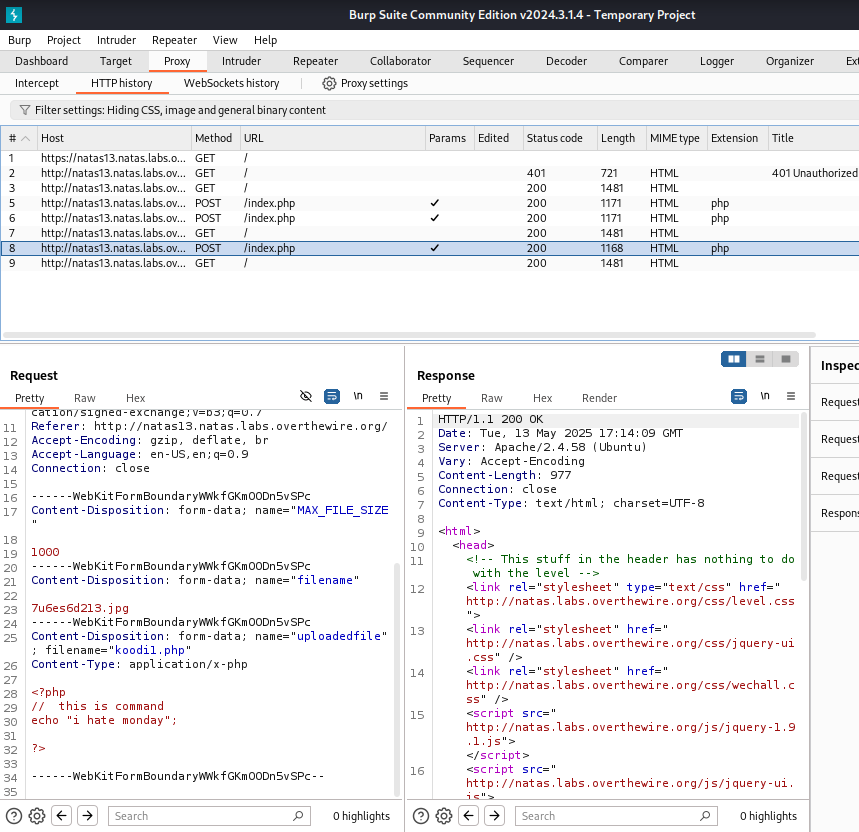 Burp Suite Community Edition v2024.3.1.4 - Temporary Project
Burp Project Intruder Repeater View Help
Dashboard Target Proxy Intruder Repeater Collaborator Sequencer Decoder Comparer Logger Organizer Ext
Intercept HTTP history WebSockets history Proxy settings
Filter settings: Hiding CSS, image and general binary content
# Host Method URL Params Edited Status code Length MIME type Extension Title
1 https://natas13.natas.labs.o... GET /
2 http://natas13.natas.labs.ov... GET / 401 721 HTML 401 Unauthorized
3 http://natas13.natas.labs.ov... GET / 200 1481 HTML
5 http://natas13.natas.labs.ov... POST /index.php ✓ 200 1171 HTML php
6 http://natas13.natas.labs.ov... POST /index.php ✓ 200 1171 HTML php
7 http://natas13.natas.labs.ov... GET / 200 1481 HTML
8 http://natas13.natas.labs.ov... POST /index.php ✓ 200 1168 HTML php
9 http://natas13.natas.labs.ov... GET / 200 1481 HTML
Request
Pretty Raw Hex \n
cation/signed-exchange;v=b3;q=0.7
11 Referer: http://natas13.natas.labs.overthewire.org/
12 Accept-Encoding: gzip, deflate, br
13 Accept-Language: en-US,en;q=0.9
14 Connection: close
15
16 ------WebKitFormBoundaryWWkfGKmOODn5vSPc
17 Content-Disposition: form-data; name="MAX_FILE_SIZE
"
18
19 1000
20 ------WebKitFormBoundaryWWkfGKmOODn5vSPc
21 Content-Disposition: form-data; name="filename"
22
23 7u6es6d213.jpg
24 ------WebKitFormBoundaryWWkfGKmOODn5vSPc
25 Content-Disposition: form-data; name="uploadedfile"
; filename="koodi1.php"
26 Content-Type: application/x-php
27
28 <?php
29 // this is command
30 echo "i hate monday";
31
32 ?>
33
34 ------WebKitFormBoundaryWWkfGKmOODn5vSPc--
35
Search 0 highlights
Response
Pretty Raw Hex Render \n
1 HTTP/1.1 200 OK
2 Date: Tue, 13 May 2025 17:14:09 GMT
3 Server: Apache/2.4.58 (Ubuntu)
4 Vary: Accept-Encoding
5 Content-Length: 977
6 Connection: close
7 Content-Type: text/html; charset=UTF-8
8
9 <html>
10 <head>
11 <!-- This stuff in the header has nothing to do
with the level -->
12 <link rel="stylesheet" type="text/css" href="
http://natas.labs.overthewire.org/css/level.css
">
13 <link rel="stylesheet" href="
http://natas.labs.overthewire.org/css/jquery-ui
.css" />
14 <link rel="stylesheet" href="
http://natas.labs.overthewire.org/css/wechall.c
ss" />
15 <script src="
http://natas.labs.overthewire.org/js/jquery-1.9
.1.js">
</script>
16 <script src="
http://natas.labs.overthewire.org/js/jquery-ui.
js">
Search 0 highlights
Inspec
Request
Request
Request
Respons